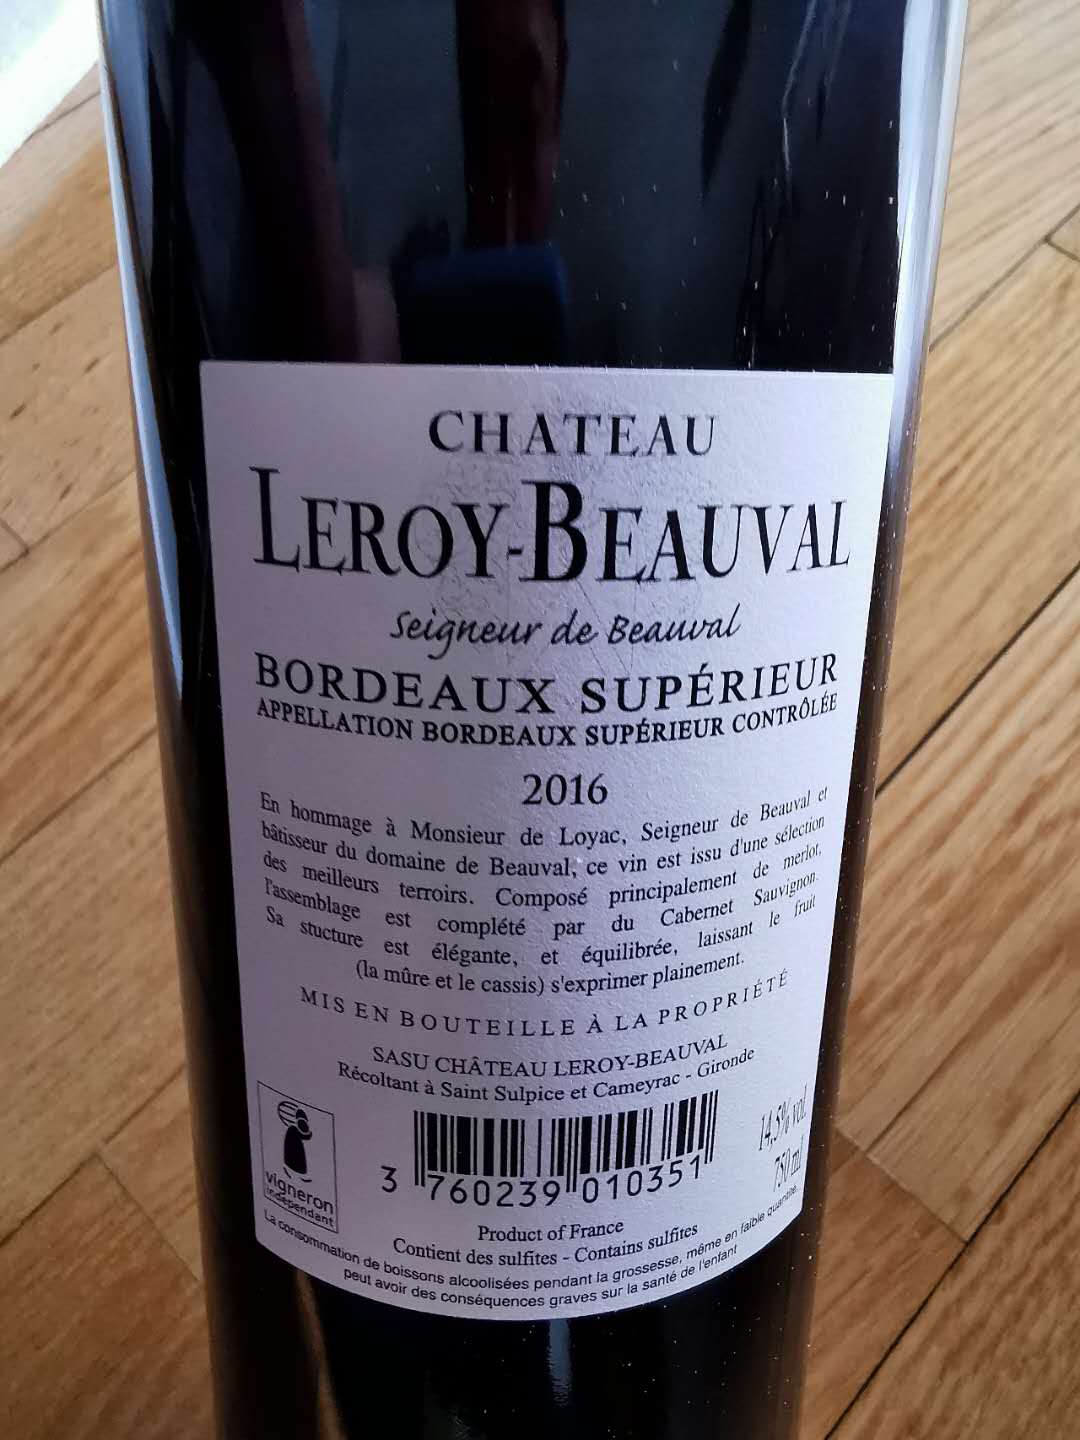 CHATEAU
LEROY-BEAUVAL
Seigneur de Beauval
BORDEAUX SUPÉRIEUR
APPELLATION BORDEAUX SUPÉRIEUR CONTRÔLÉE
2016
En hommage à Monsieur de Loyac, Seigneur de Beauval et
bâtisseur du domaine de Beauval, ce vin est issu d'une sélection
des meilleurs terroirs. Composé principalement de merlot,
l'assemblage est complété par du Cabernet Sauvignon.
Sa stucture est élégante, et équilibrée, laissant le fruit
(la mûre et le cassis) s'exprimer plainement.
MIS EN BOUTEILLE À LA PROPRIÉTÉ
SASU CHÂTEAU LEROY-BEAUVAL
Récoltant à Saint Sulpice et Cameyrac - Gironde
vigneron
indépendant
3 760239 010351
14,5% vol.
750 ml
Product of France
Contient des sulfites - Contains sulfites
La consommation de boissons alcoolisées pendant la grossesse, même en faible quantité,
peut avoir des conséquences graves sur la santé de l'enfant